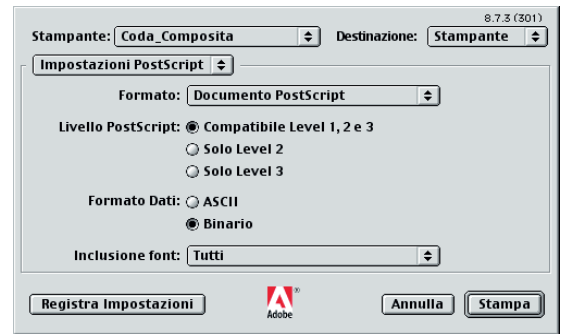 8.7.3 (301)
Stampante: Coda_Composita Destinazione: Stampante
Impostazioni PostScript
Formato: Documento PostScript
Livello PostScript: Compatibile Level 1, 2 e 3
Solo Level 2
Solo Level 3
Formato Dati: ASCII
Binario
Inclusione font: Tutti
Registra Impostazioni Adobe® Annulla Stampa